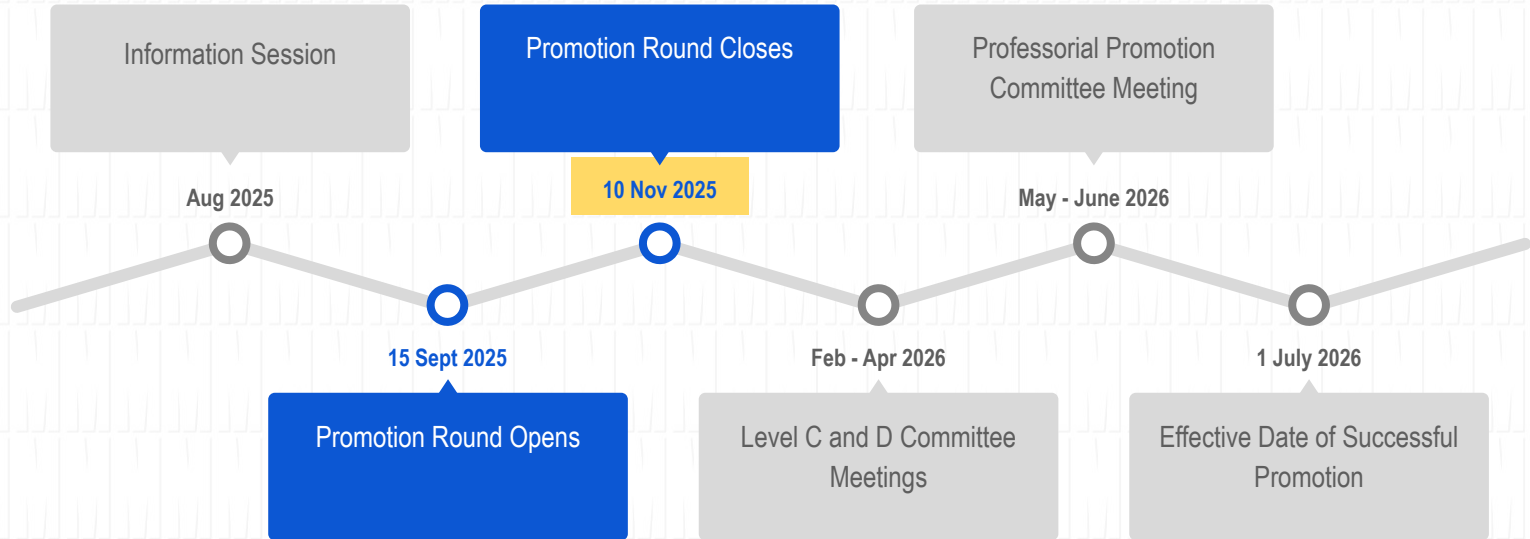 Information Session
Aug 2025
Promotion Round Closes
10 Nov 2025
Professorial Promotion
Committee Meeting
May - June 2026
15 Sept 2025
Promotion Round Opens
Feb - Apr 2026
Level C and D Committee
Meetings
1 July 2026
Effective Date of Successful
Promotion